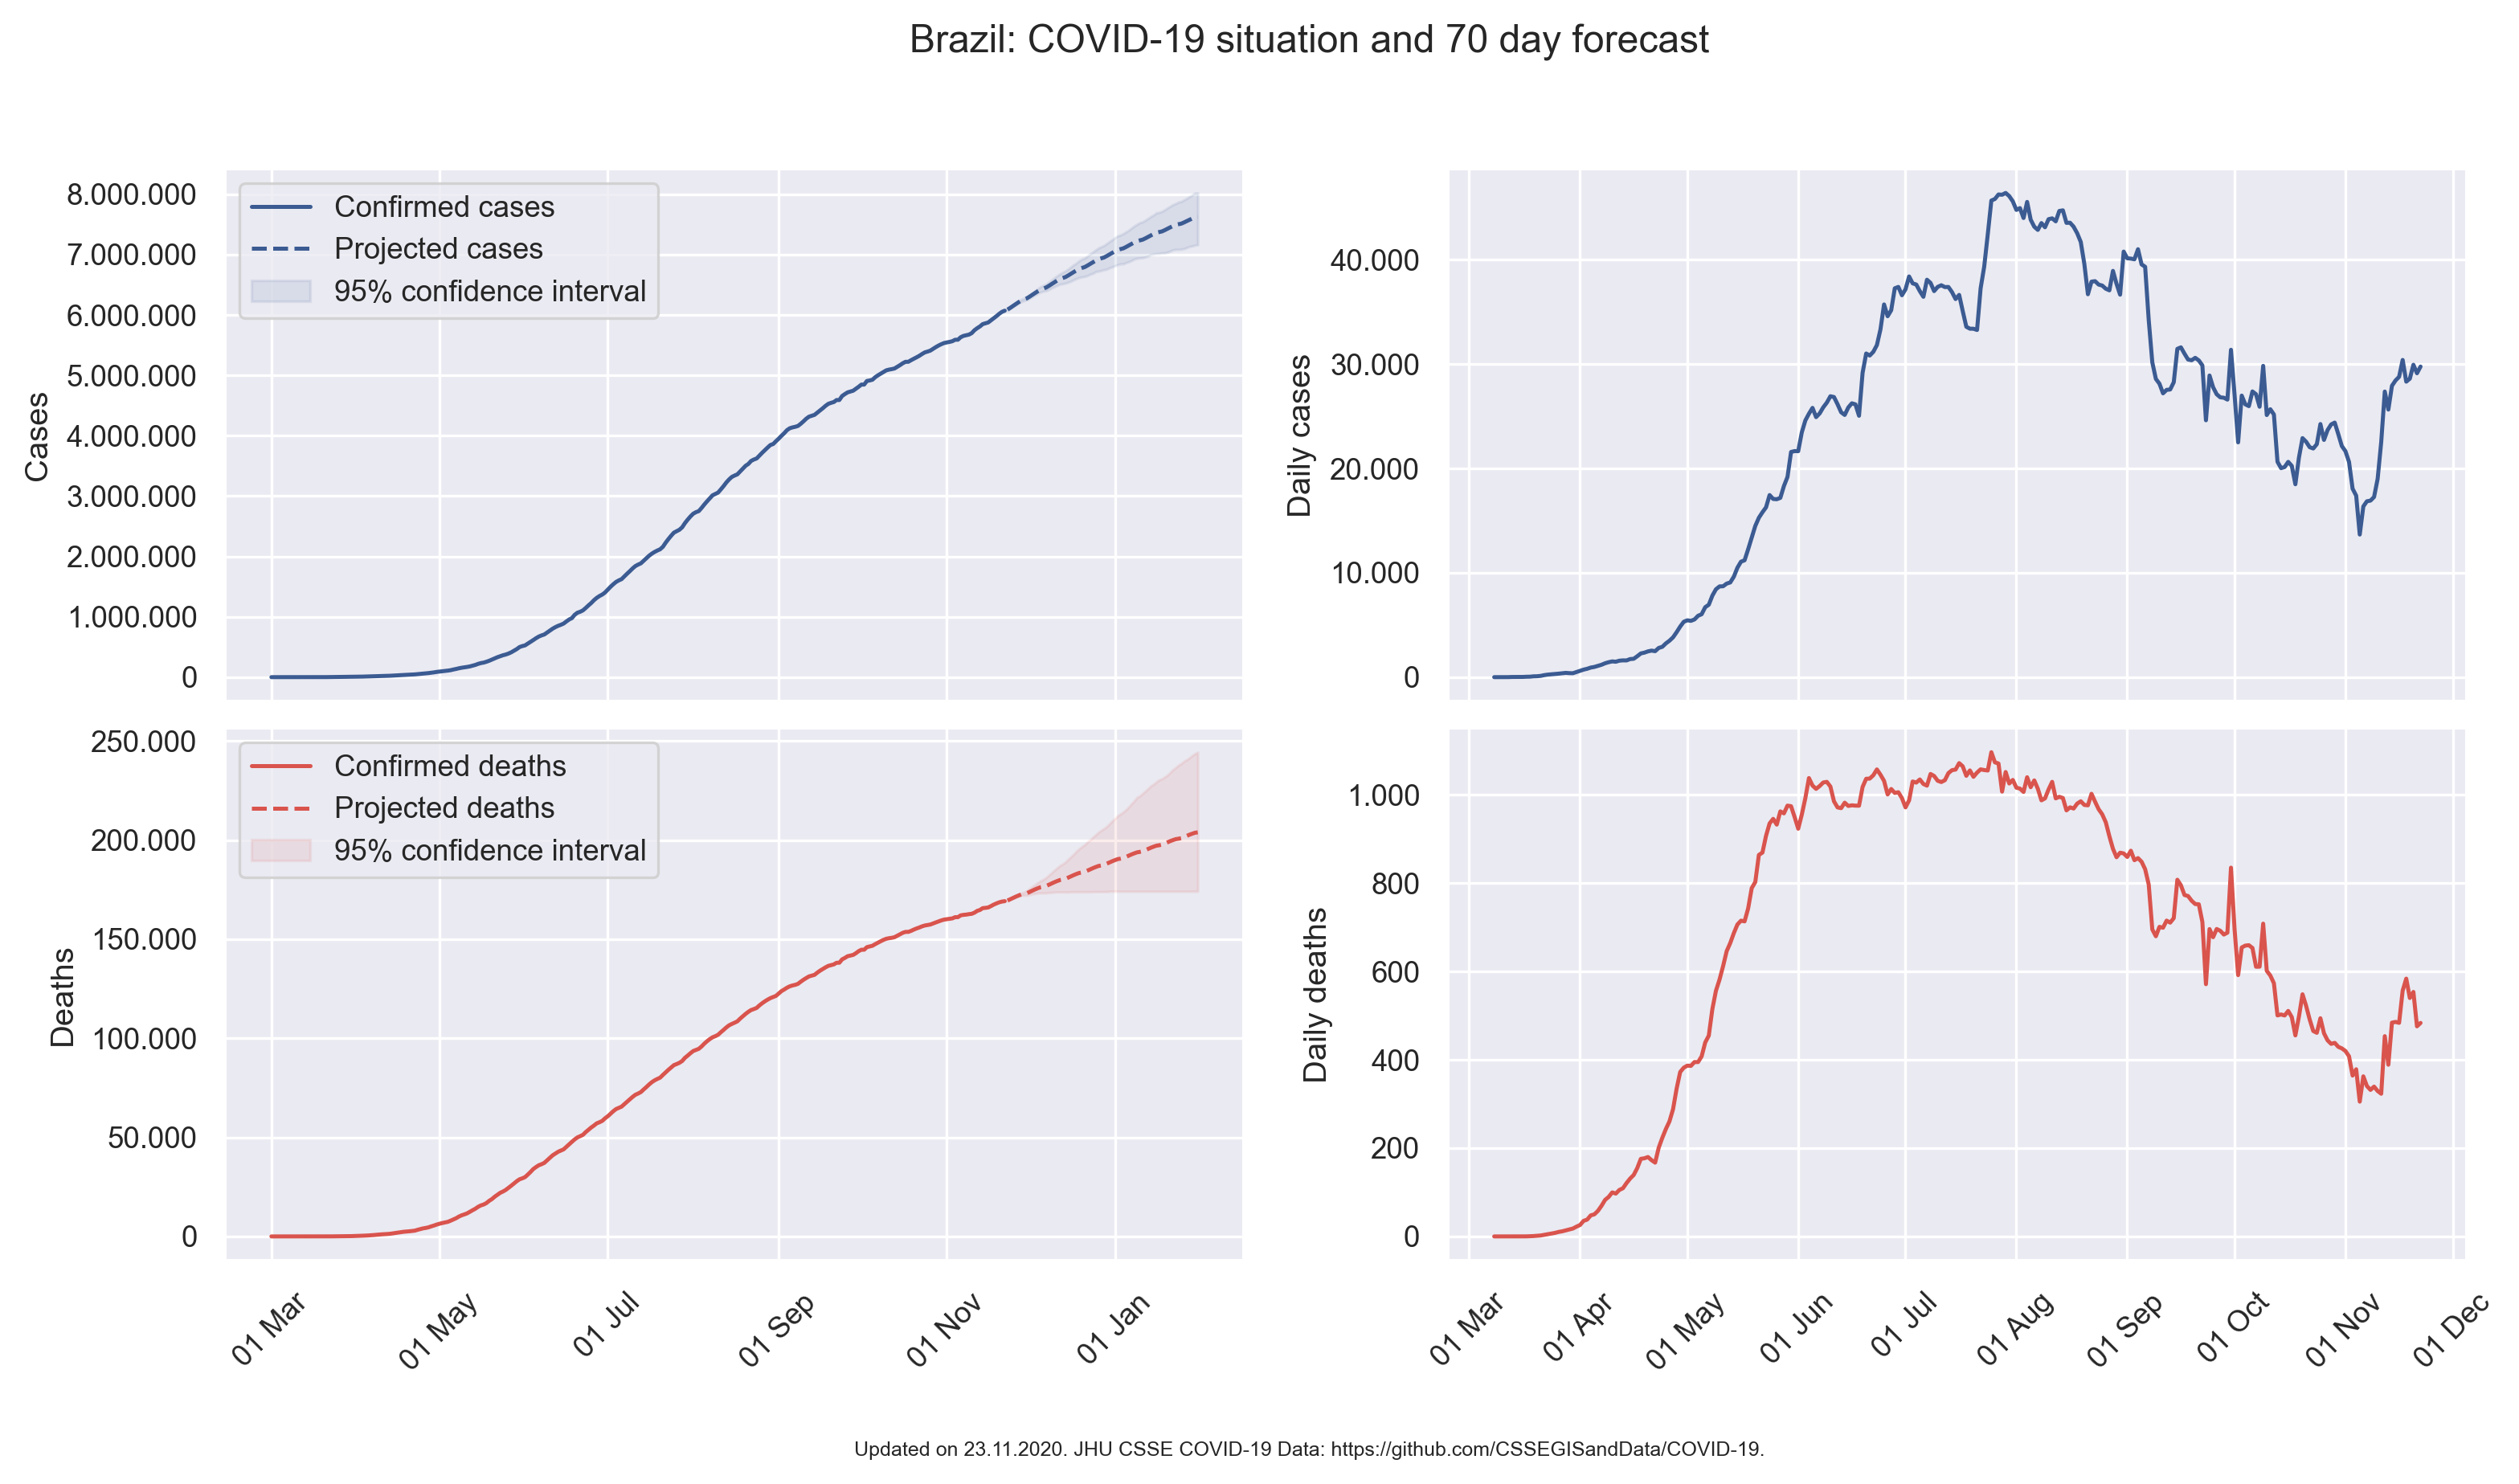 Brazil: COVID-19 situation and 70 day forecast
8.000.000
7.000.000
6.000.000
5.000.000
4.000.000
3.000.000
2.000.000
1.000.000
0
Cases
Confirmed cases
Projected cases
95% confidence interval
40.000
30.000
20.000
10.000
0
Daily cases
250.000
200.000
150.000
100.000
50.000
0
Deaths
Confirmed deaths
Projected deaths
95% confidence interval
01 Mar
01 May
01 Jul
01 Sep
01 Nov
01 Jan
1.000
800
600
400
200
0
Daily deaths
01 Mar
01 Apr
01 May
01 Jun
01 Jul
01 Aug
01 Sep
01 Oct
01 Nov
01 Dec
Updated on 23.11.2020. JHU CSSE COVID-19 Data: https://github.com/CSSEGISandData/COVID-19.